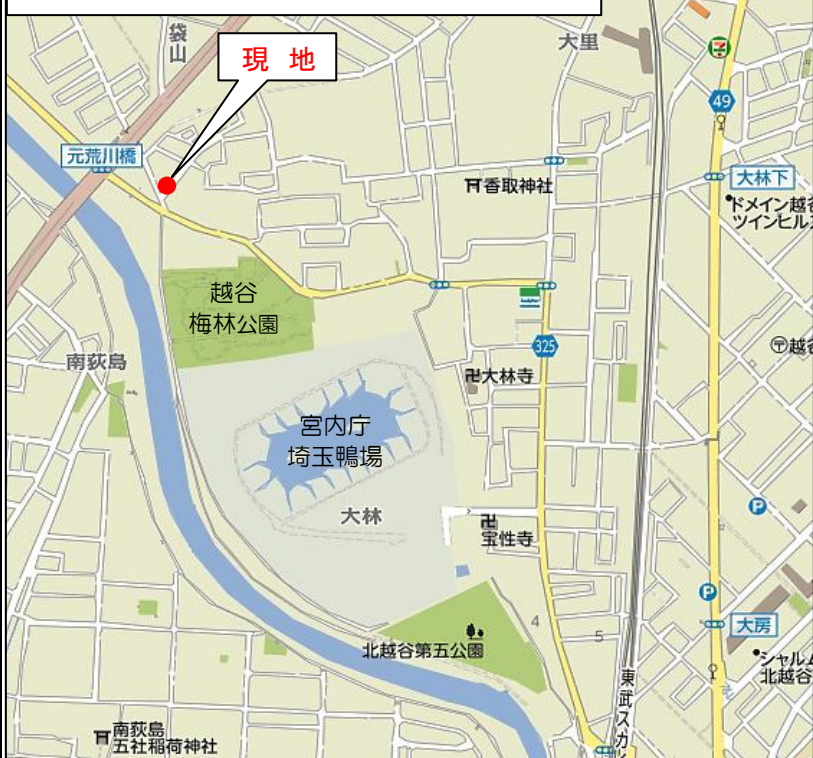 袋山
大里
現 地
49
元荒川橋
大林下
香取神社
ドメイン越谷
ツインヒル
越谷
梅林公園
325
越谷
南荻島
大林寺
宮内庁
埼玉鴨場
大林
宝性寺
P
P
4
5
大房
北越谷第五公園
シャルム
北越谷
東武スカイ
南荻島
五社稲荷神社